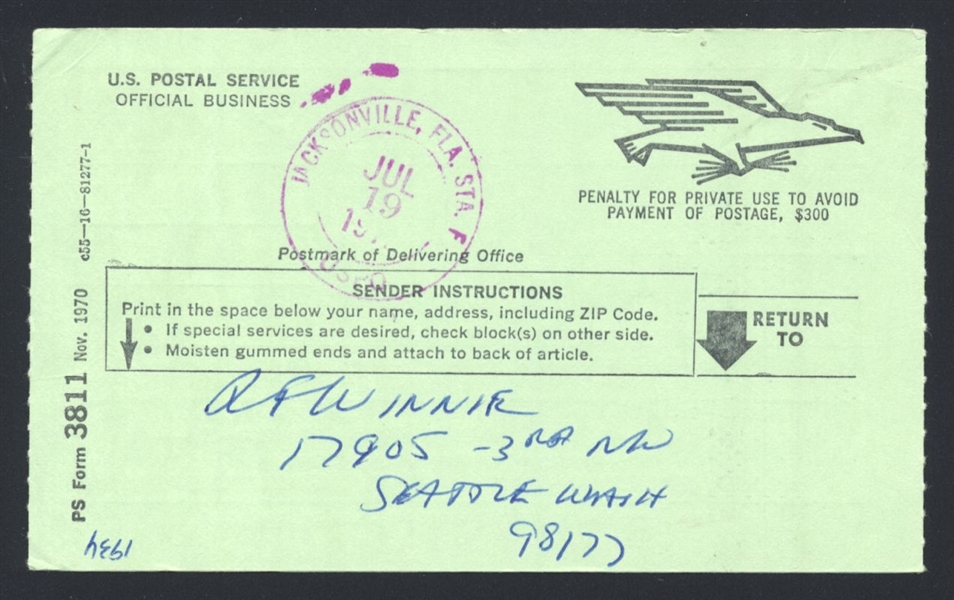 U.S. POSTAL SERVICE
OFFICIAL BUSINESS
JACKSONVILLE, FLA. STA. F
JUL
19
USPO
PENALTY FOR PRIVATE USE TO AVOID
PAYMENT OF POSTAGE, $300
Postmark of Delivering Office
SENDER INSTRUCTIONS
Print in the space below your name, address, including ZIP Code.
• If special services are desired, check block(s) on other side.
• Moisten gummed ends and attach to back of article.
RETURN
TO
PS Form 3811 Nov. 1970 c55—16—81277-1
R F WINNIE
17905 -3RD NW
SEATTLE WASH
98177
1934